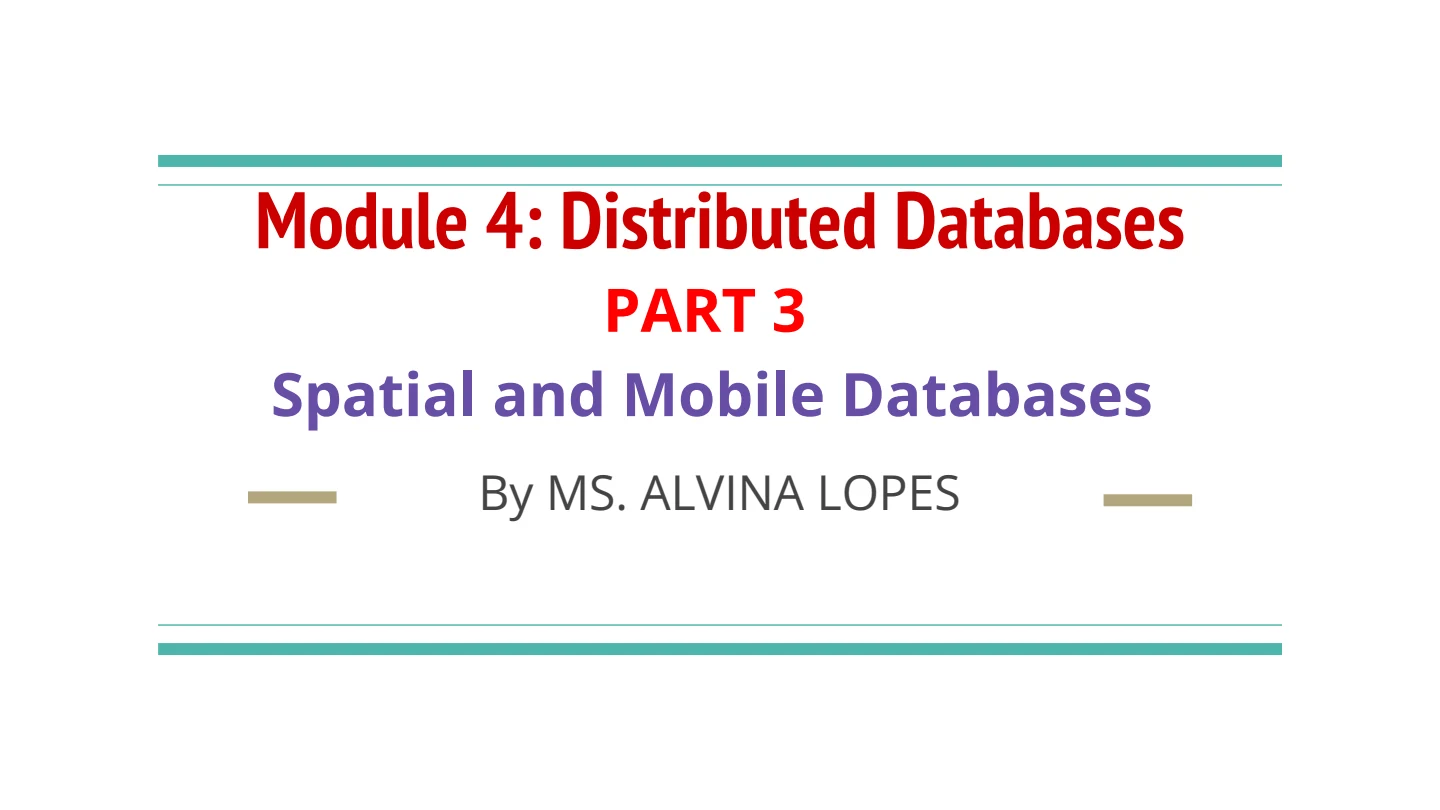 Module 4: Distributed Databases
PART 3
Spatial and Mobile Databases
By MS. ALVINA LOPES